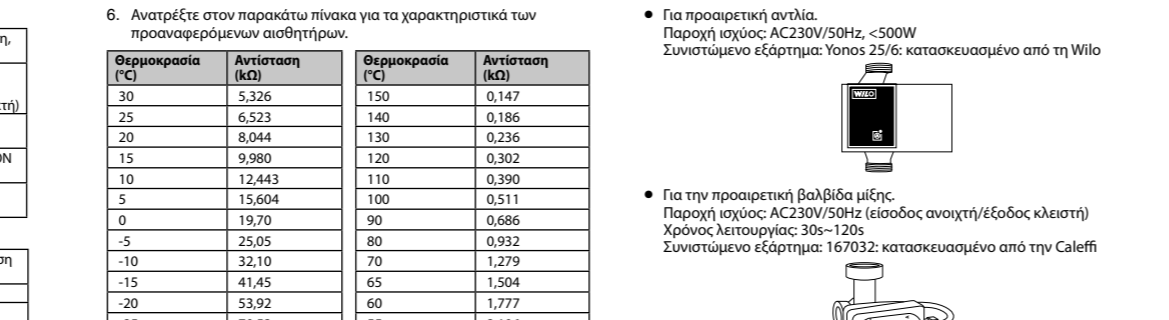 η,
τή)
ON
ση
6. Ανατρέξτε στον παρακάτω πίνακα για τα χαρακτηριστικά των
προαναφερόμενων αισθητήρων.
Θερμοκρασία (°C) Αντίσταση (kΩ)
30 5,326
25 6,523
20 8,044
15 9,980
10 12,443
5 15,604
0 19,70
-5 25,05
-10 32,10
-15 41,45
-20 53,92
Θερμοκρασία (°C) Αντίσταση (kΩ)
150 0,147
140 0,186
130 0,236
120 0,302
110 0,390
100 0,511
90 0,686
80 0,932
70 1,279
65 1,504
60 1,777
• Για προαιρετική αντλία.
Παροχή ισχύος: AC230V/50Hz, <500W
Συνιστώμενο εξάρτημα: Yonos 25/6: κατασκευασμένο από τη Wilo
WILO
• Για την προαιρετική βαλβίδα μίξης.
Παροχή ισχύος: AC230V/50Hz (είσοδος ανοιχτή/έξοδος κλειστή)
Χρόνος λειτουργίας: 30s~120s
Συνιστώμενο εξάρτημα: 167032: κατασκευασμένο από την Caleffi